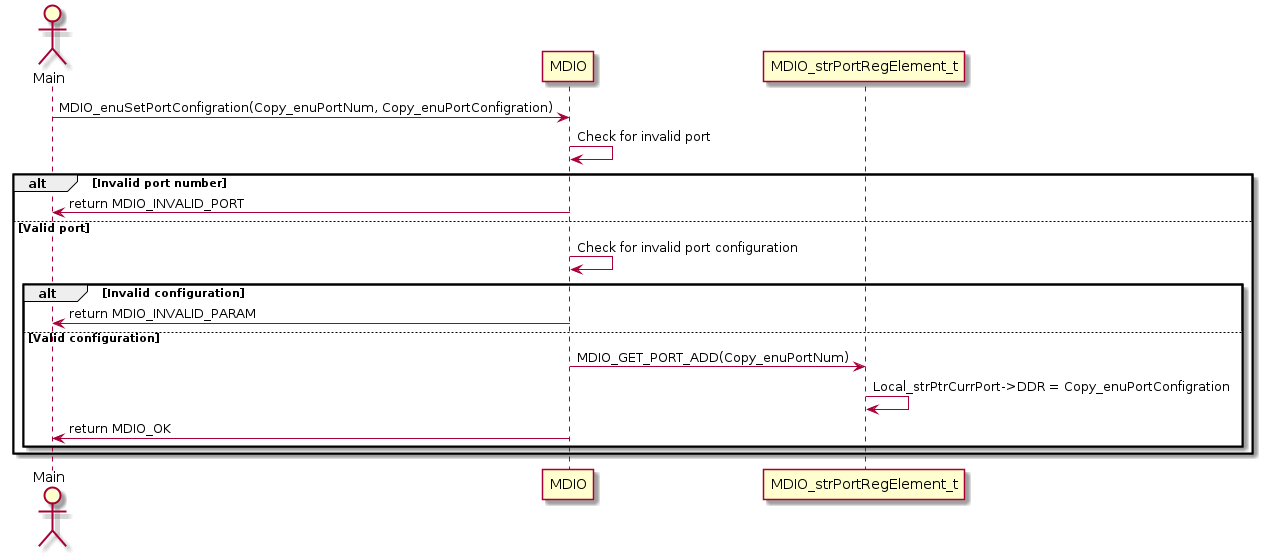 Main
MDIO
MDIO_strPortRegElement_t
MDIO_enuSetPortConfigration(Copy_enuPortNum, Copy_enuPortConfigration)
Check for invalid port
alt [Invalid port number]
return MDIO_INVALID_PORT
[Valid port]
Check for invalid port configuration
alt [Invalid configuration]
return MDIO_INVALID_PARAM
[Valid configuration]
MDIO_GET_PORT_ADD(Copy_enuPortNum)
Local_strPtrCurrPort->DDR = Copy_enuPortConfigration
return MDIO_OK
Main
MDIO
MDIO_strPortRegElement_t